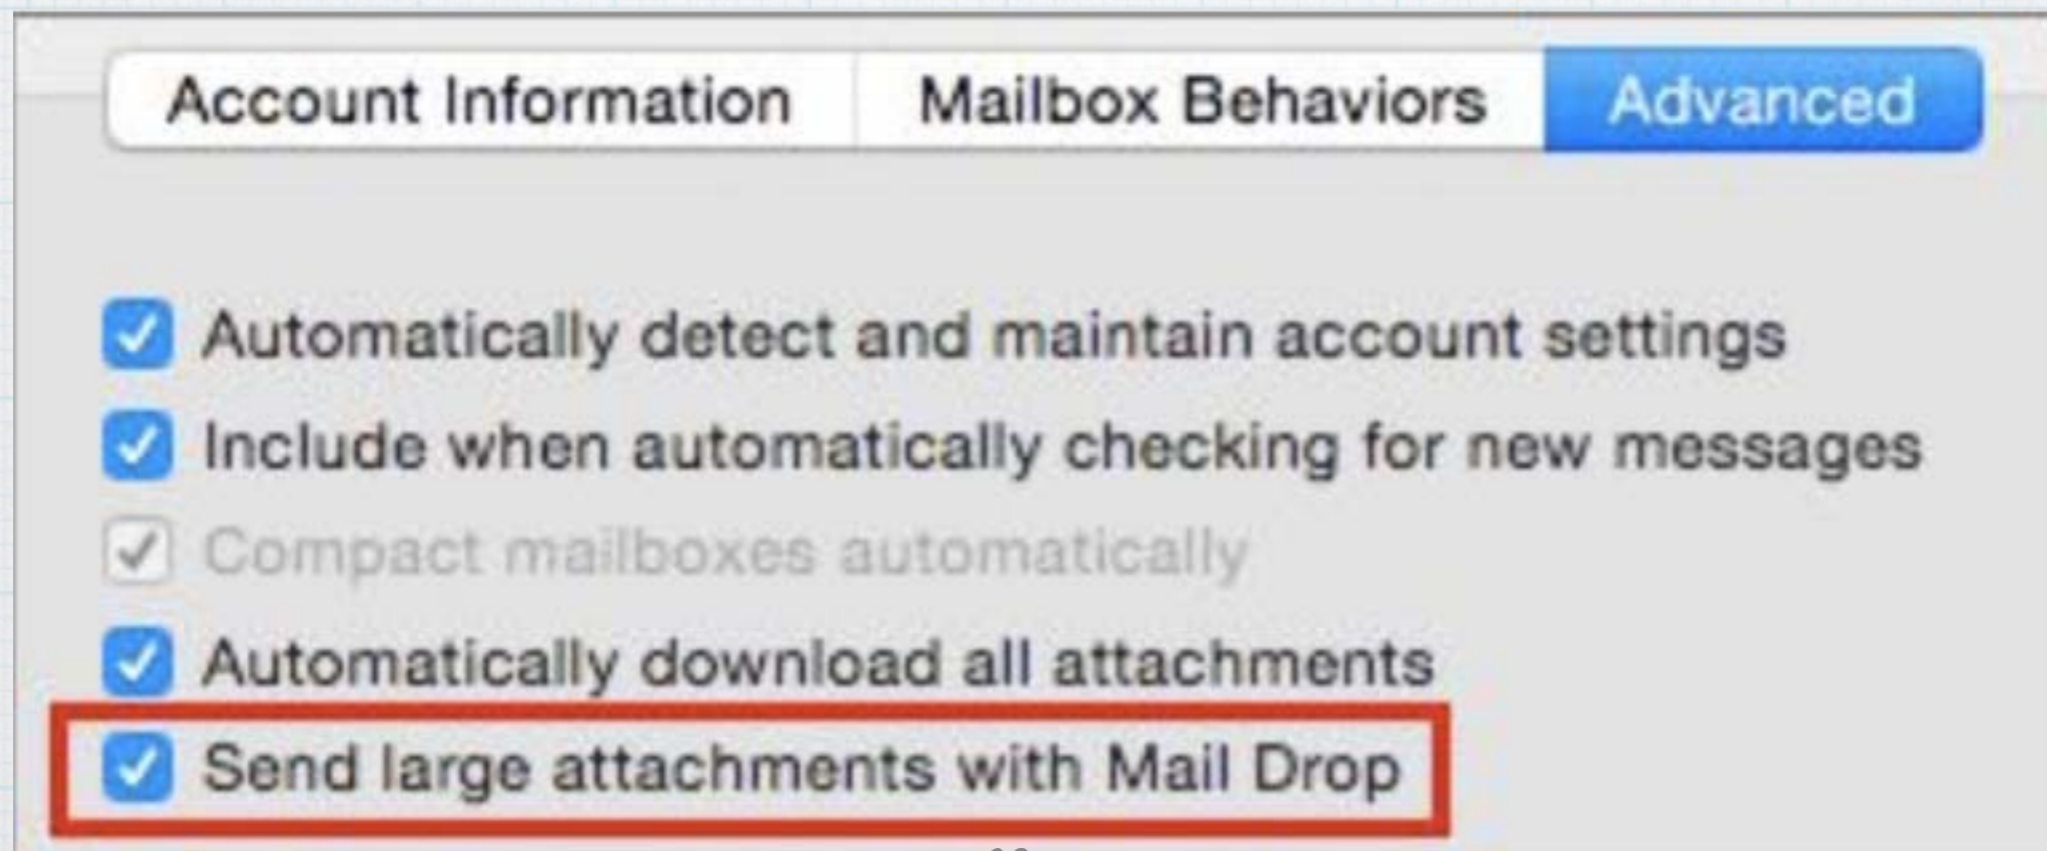 Account Information Mailbox Behaviors Advanced
Automatically detect and maintain account settings
Include when automatically checking for new messages
Compact mailboxes automatically
Automatically download all attachments
Send large attachments with Mail Drop